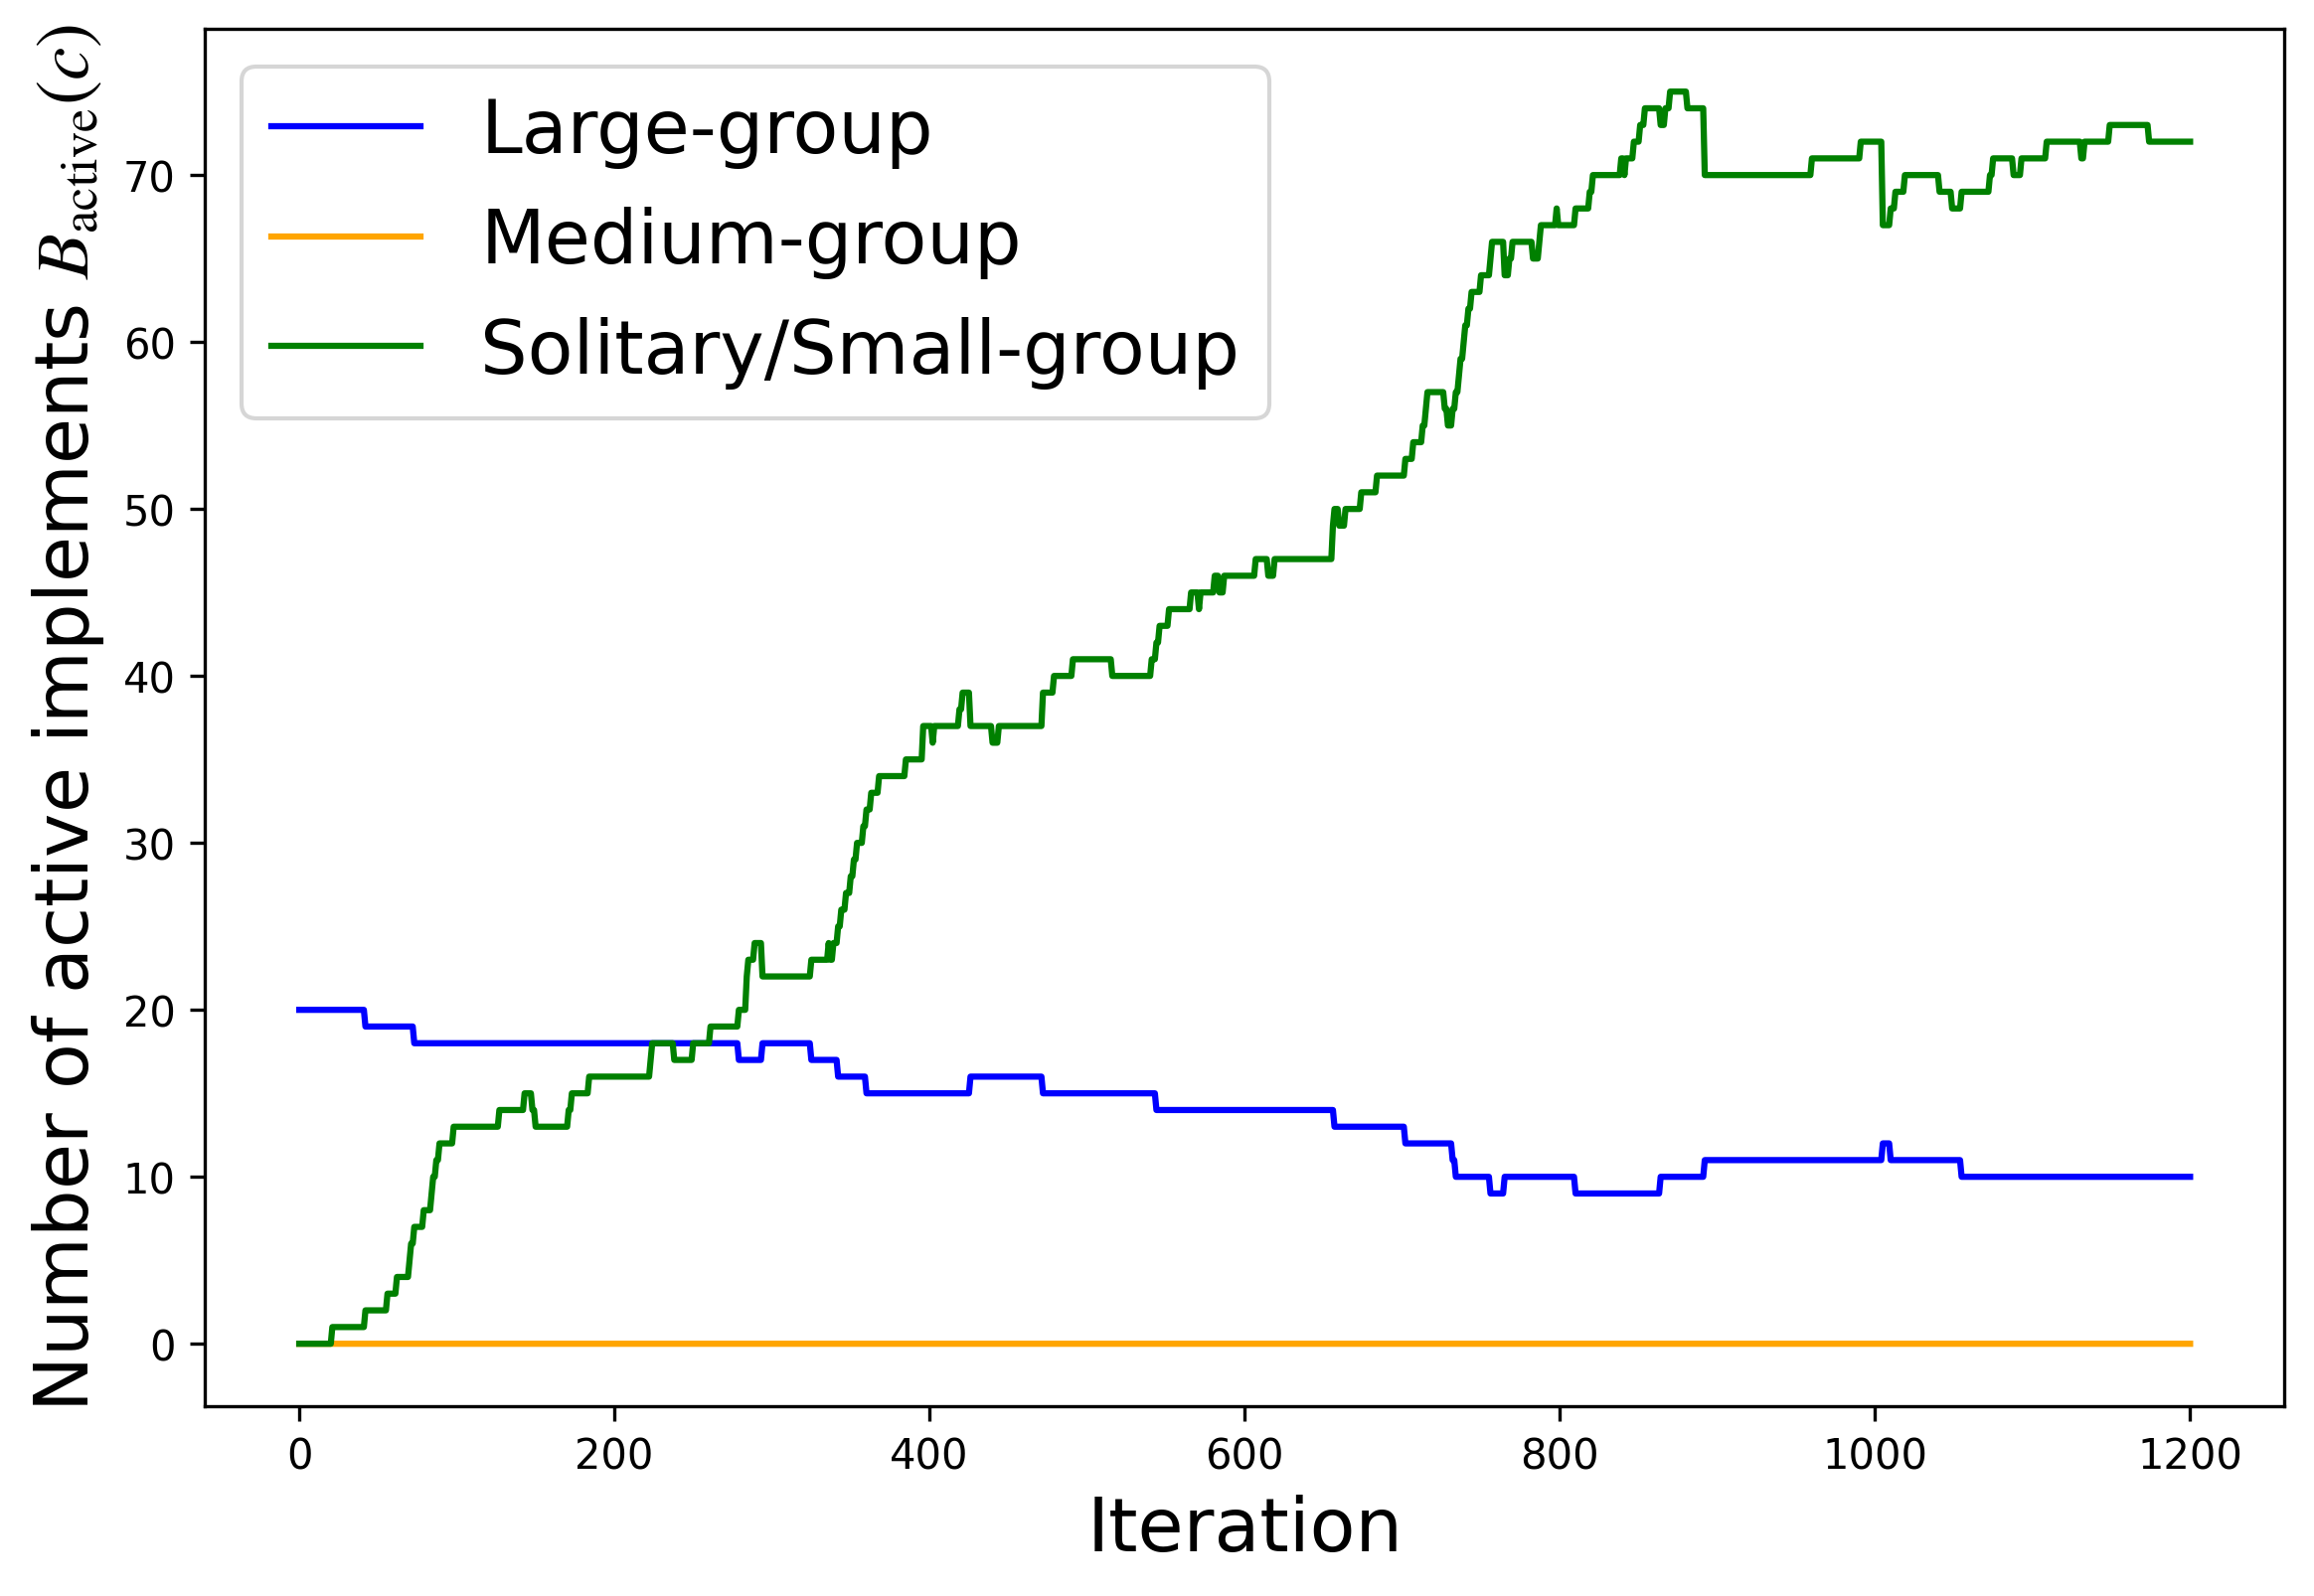 Number of active implements B_active(c)
Large-group
Medium-group
Solitary/Small-group
70
60
50
40
30
20
10
0
0 200 400 600 800 1000 1200
Iteration